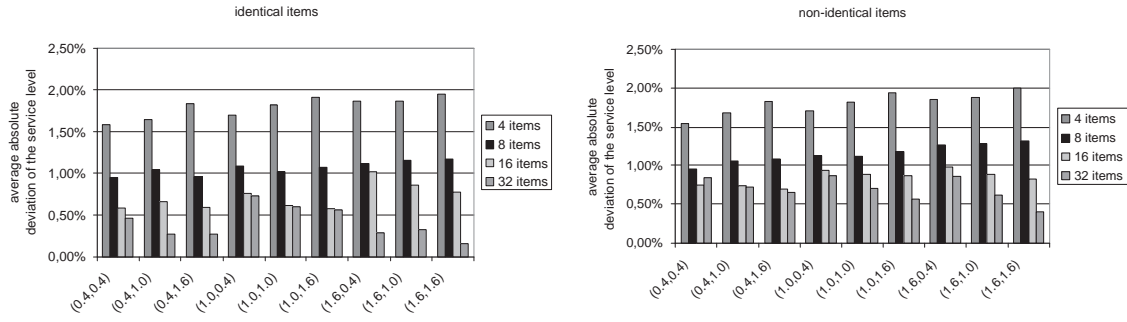 identical items
average absolute
deviation of the service level
2,50%
2,00%
1,50%
1,00%
0,50%
0,00%
(0.4,0.4)
(0.4,1.0)
(0.4,1.6)
(1.0,0.4)
(1.0,1.0)
(1.0,1.6)
(1.6,0.4)
(1.6,1.0)
(1.6,1.6)
4 items
8 items
16 items
32 items
non-identical items
average absolute
deviation of the service level
2,50%
2,00%
1,50%
1,00%
0,50%
0,00%
(0.4,0.4)
(0.4,1.0)
(0.4,1.6)
(1.0,0.4)
(1.0,1.0)
(1.0,1.6)
(1.6,0.4)
(1.6,1.0)
(1.6,1.6)
4 items
8 items
16 items
32 items